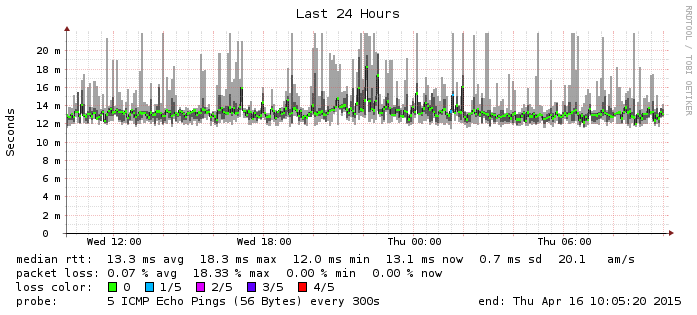 Last 24 Hours
RRDTOOL / TOBI OETIKER
Seconds
20 m
18 m
16 m
14 m
12 m
10 m
8 m
6 m
4 m
2 m
0
Wed 12:00 Wed 18:00 Thu 00:00 Thu 06:00
median rtt: 13.3 ms avg 18.3 ms max 12.0 ms min 13.1 ms now 0.7 ms sd 20.1 am/s
packet loss: 0.07 % avg 18.33 % max 0.00 % min 0.00 % now
loss color: 0 1/5 2/5 3/5 4/5
probe: 5 ICMP Echo Pings (56 Bytes) every 300s end: Thu Apr 16 10:05:20 2015